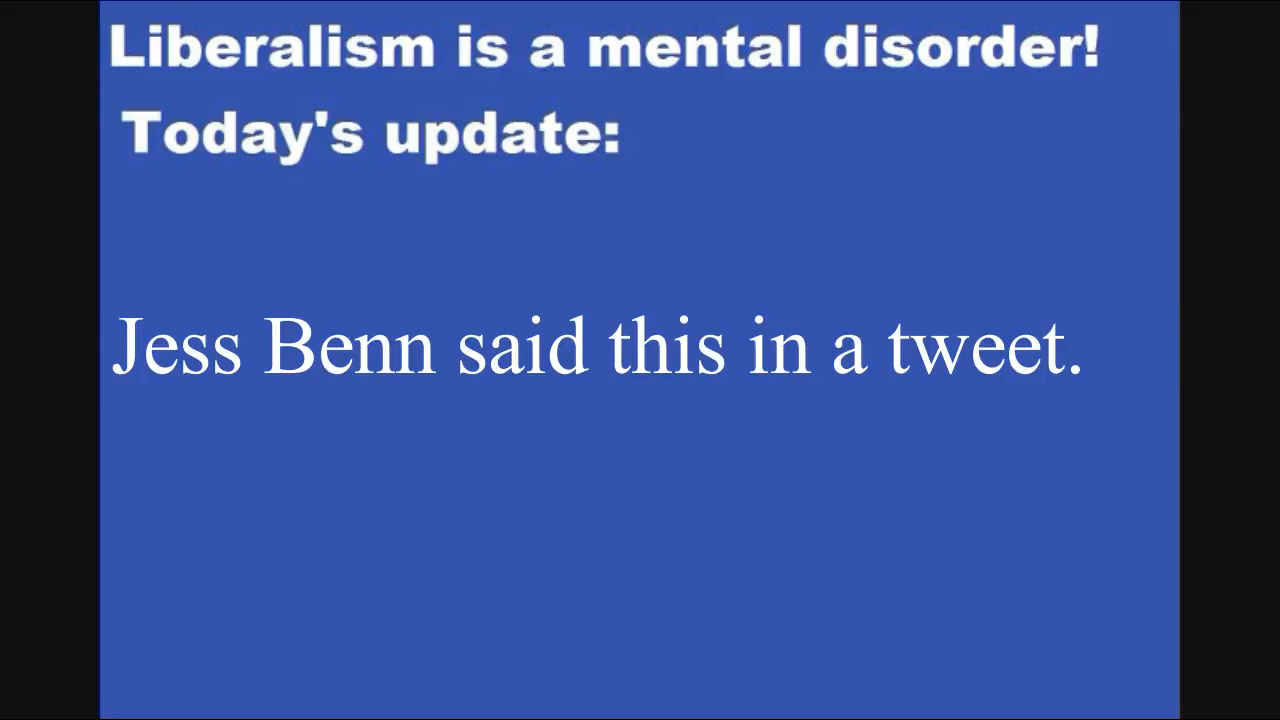 Liberalism is a mental disorder!
Today's update:
Jess Benn said this in a tweet.